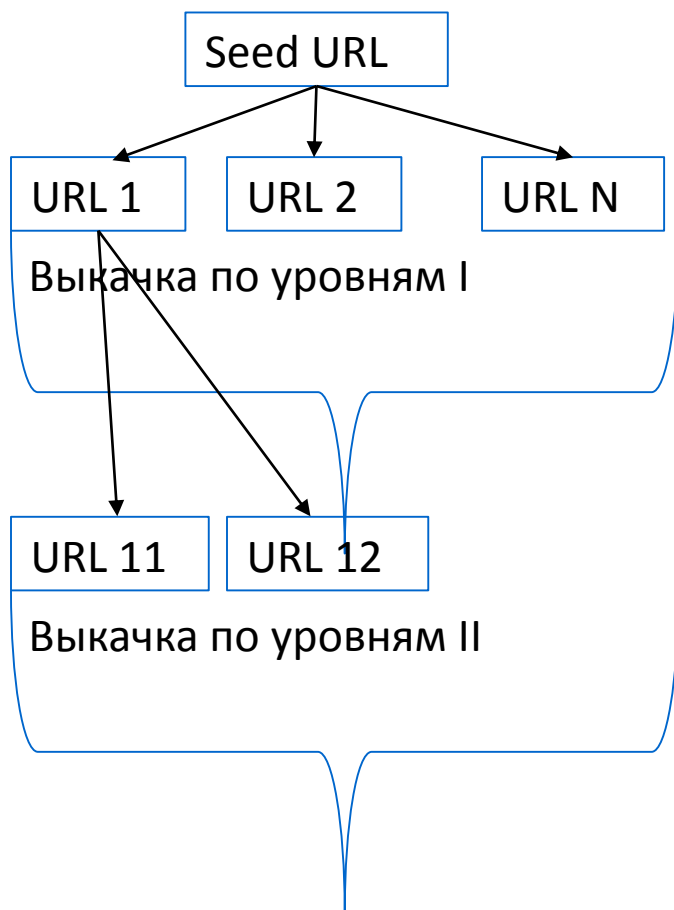 Seed URL
URL 1
URL 2
URL N
Выкачка по уровням I
URL 11
URL 12
Выкачка по уровням II